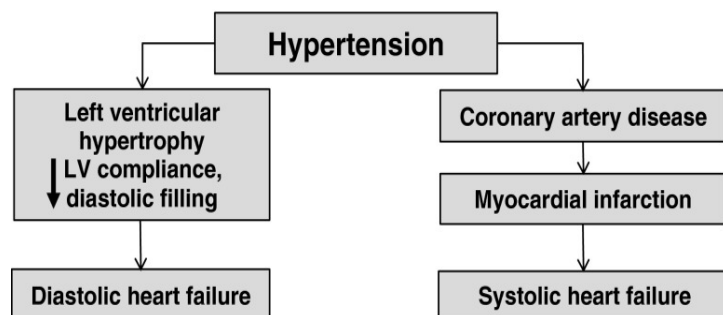 Hypertension
Left ventricular
hypertrophy
LV compliance,
diastolic filling
Diastolic heart failure
Coronary artery disease
Myocardial infarction
Systolic heart failure